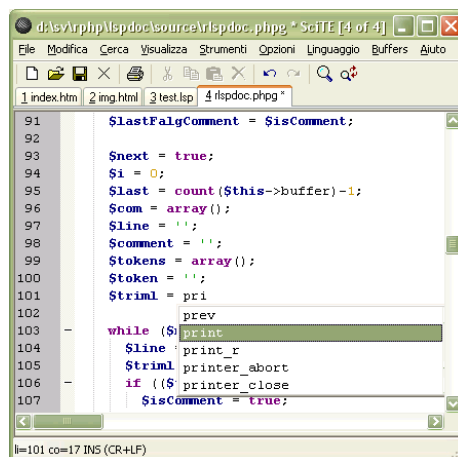 d:\sv\rphp\lspdoc\source\rlspdoc.phpg * SciTE [4 of 4]
File Modifica Cerca Visualizza Strumenti Opzioni Linguaggio Buffers Aiuto
1 index.htm 2 img.html 3 test.lsp 4 rlspdoc.phpg *
91 $lastFalgComment = $isComment;
92
93 $next = true;
94 $i = 0;
95 $last = count($this->buffer)-1;
96 $com = array();
97 $line = '';
98 $comment = '';
99 $tokens = array();
100 $token = '';
101 $triml = pri
102 prev
103 while ($ print
104 $line print_r
105 $triml printer_abort
106 if (($ printer_close
107 $isComment = true;
li=101 co=17 INS (CR+LF)